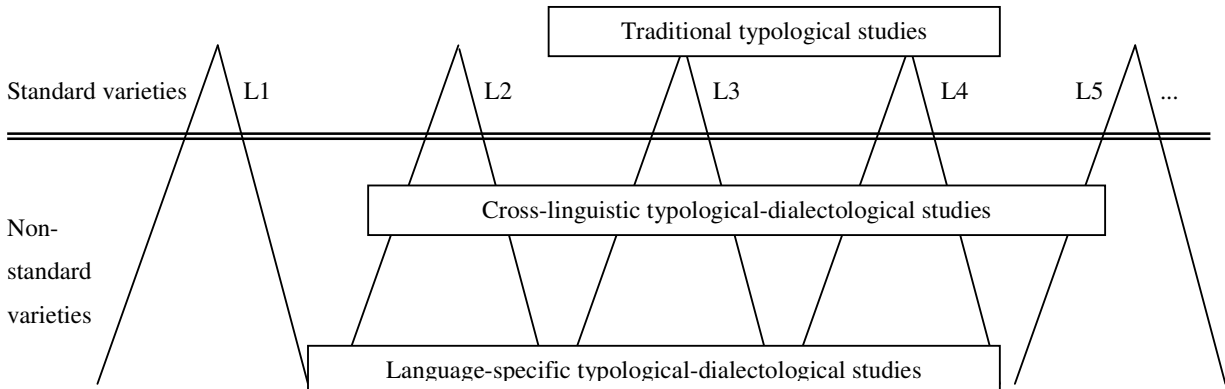 Traditional typological studies
Standard varieties L1 L2 L3 L4 L5 ...
Cross-linguistic typological-dialectological studies
Non-
standard
varieties
Language-specific typological-dialectological studies